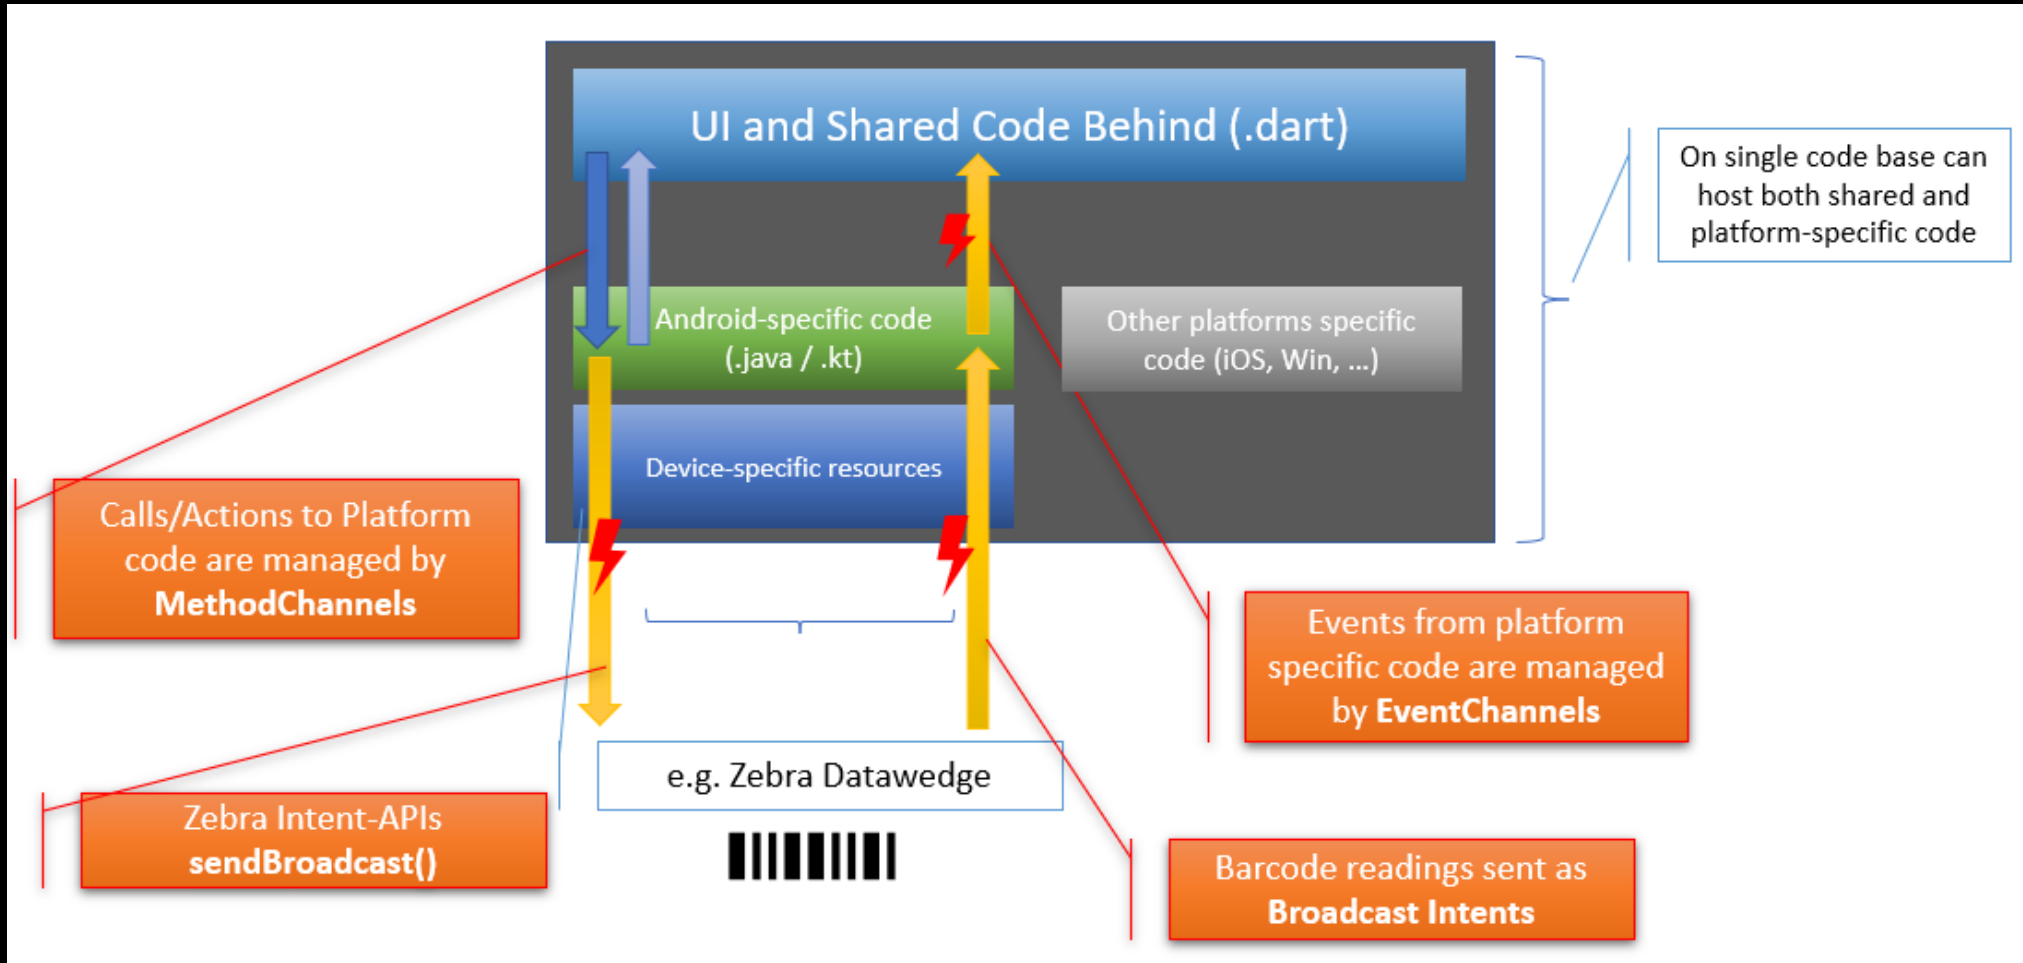 UI and Shared Code Behind (.dart)
On single code base can
host both shared and
platform-specific code
Android-specific code
(.java / .kt)
Other platforms specific
code (iOS, Win, ...)
Device-specific resources
Calls/Actions to Platform
code are managed by
MethodChannels
Events from platform
specific code are managed
by EventChannels
e.g. Zebra Datawedge
Zebra Intent-APIs
sendBroadcast()
Barcode readings sent as
Broadcast Intents